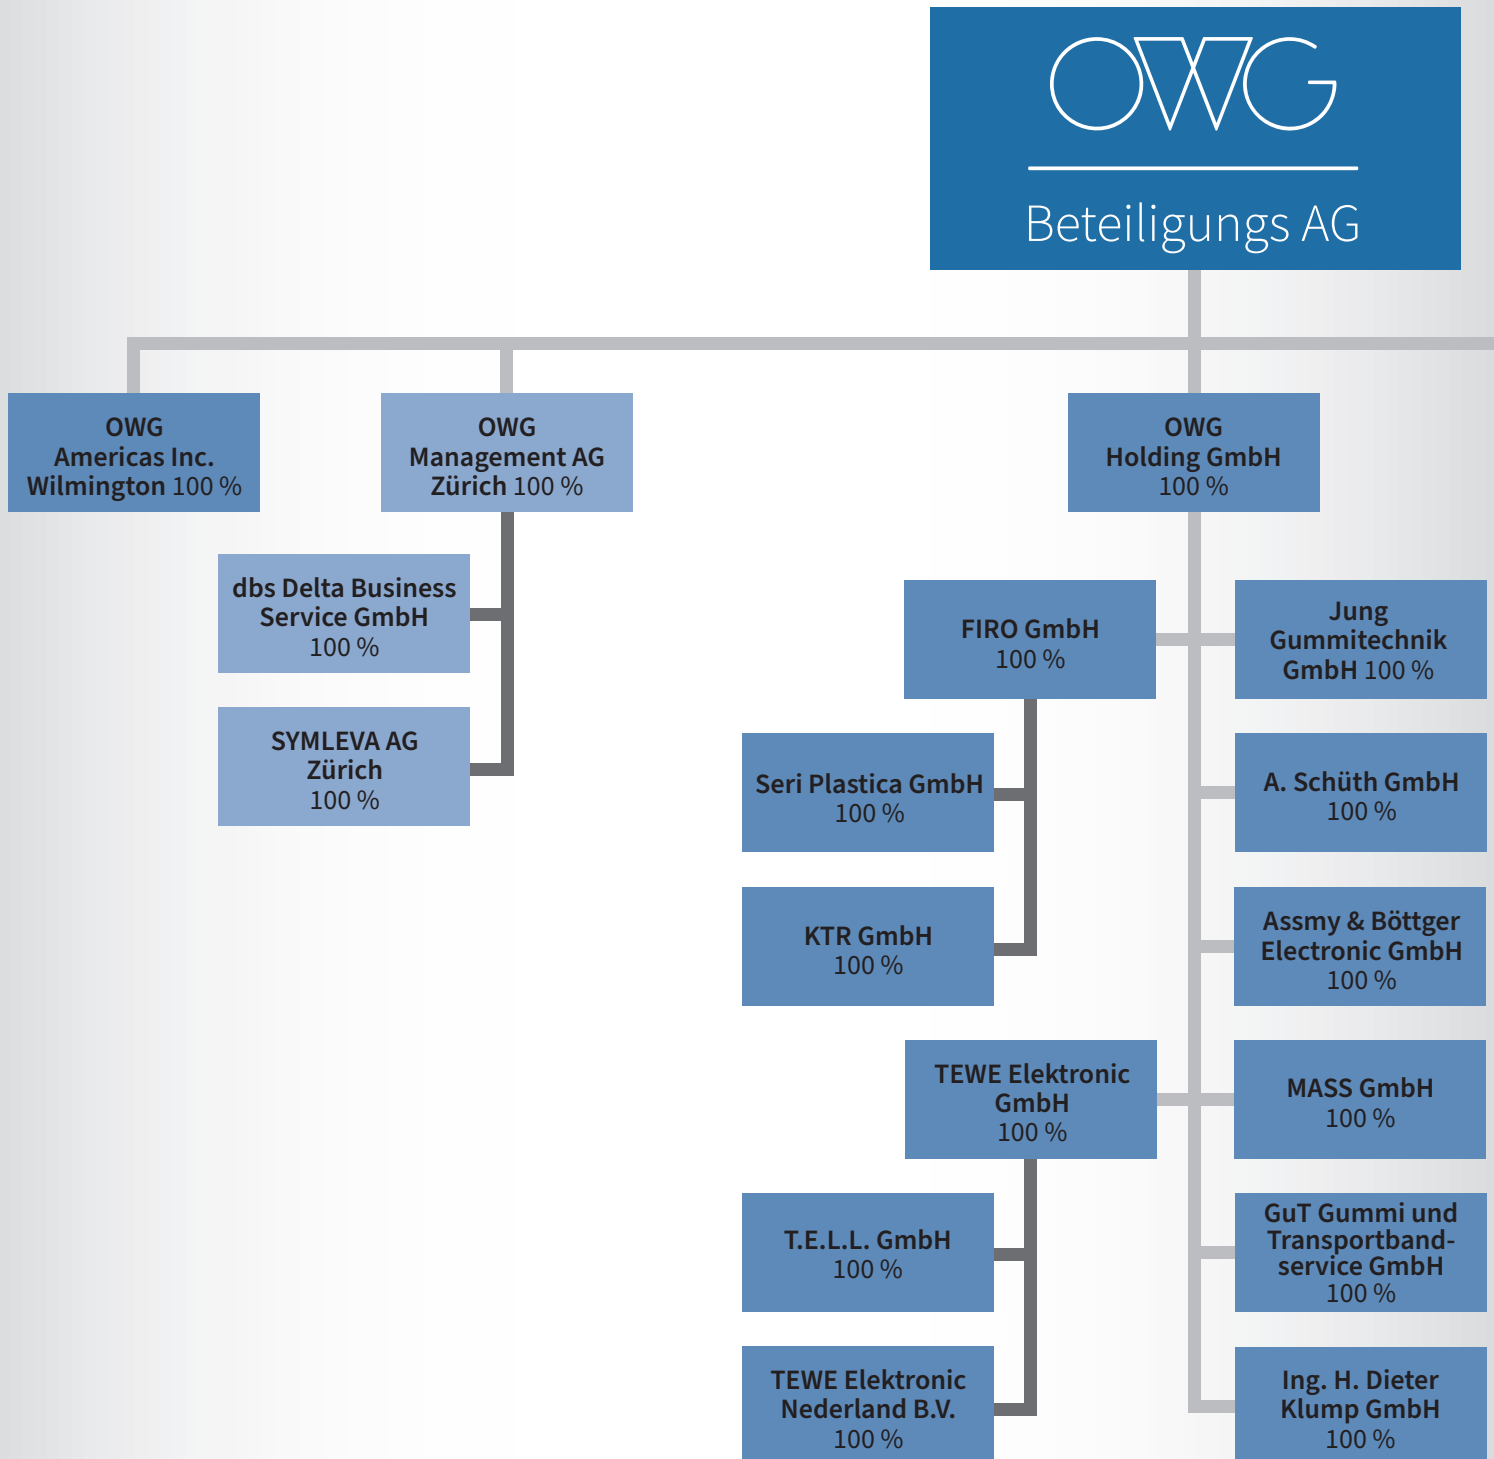 OWG
Beteiligungs AG
OWG
Americas Inc.
Wilmington 100 %
OWG
Management AG
Zürich 100 %
OWG
Holding GmbH
100 %
dbs Delta Business
Service GmbH
100 %
SYMLEVA AG
Zürich
100 %
FIRO GmbH
100 %
Seri Plastica GmbH
100 %
KTR GmbH
100 %
TEWE Elektronic
GmbH
100 %
T.E.L.L. GmbH
100 %
TEWE Elektronic
Nederland B.V.
100 %
Jung
Gummitechnik
GmbH 100 %
A. Schüth GmbH
100 %
Assmy & Böttger
Electronic GmbH
100 %
MASS GmbH
100 %
GuT Gummi und
Transportband-
service GmbH
100 %
Ing. H. Dieter
Klump GmbH
100 %